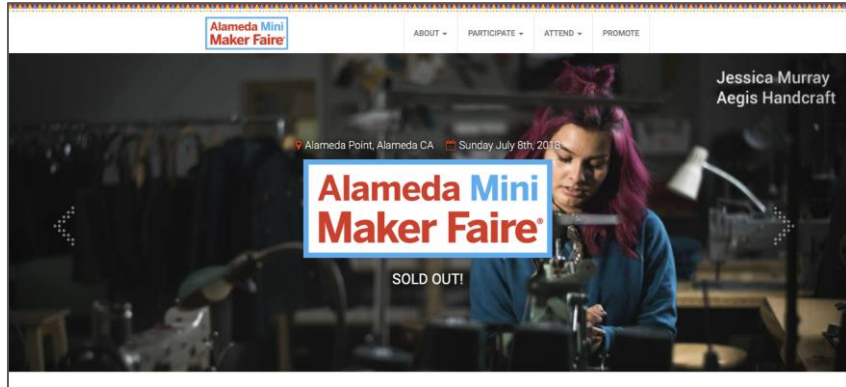 Alameda Mini
Maker Faire
ABOUT
PARTICIPATE
ATTEND
PROMOTE
Jessica Murray
Aegis Handcraft
Alameda Point, Alameda CA Sunday July 8th, 2018
Alameda Mini
Maker Faire®
SOLD OUT!